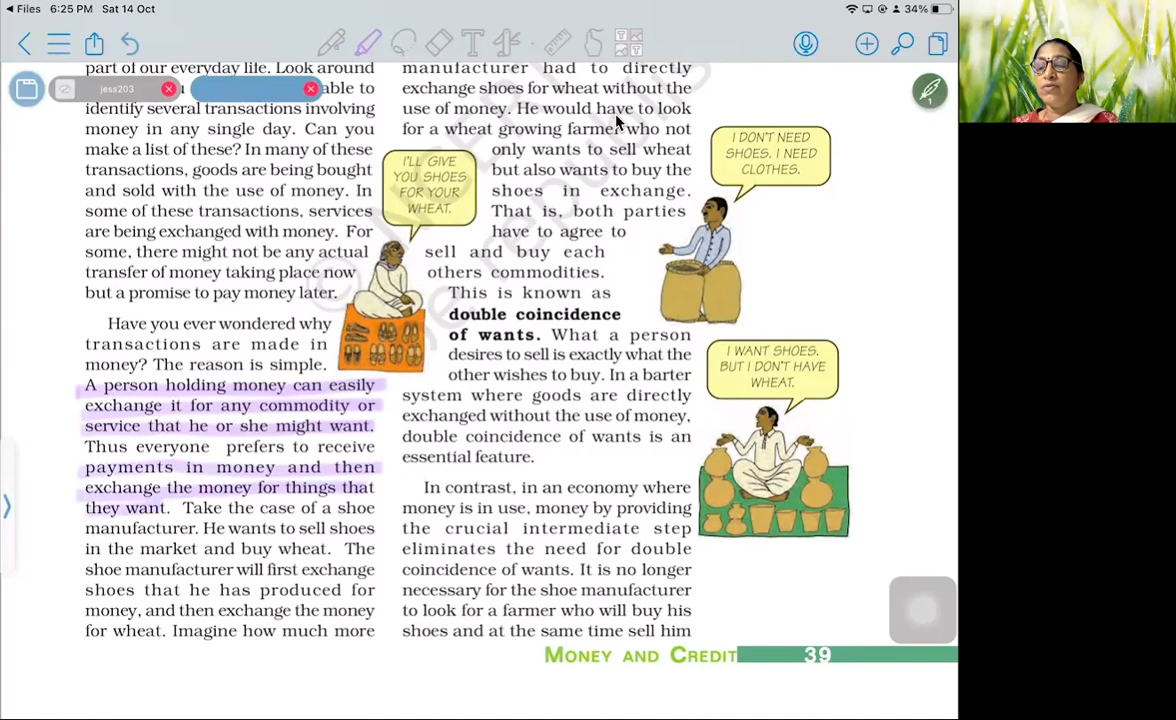 Files 6:25 PM Sat 14 Oct
34%
jess203
part of our everyday life. Look around
able to
identify several transactions involving
money in any single day. Can you
make a list of these? In many of these
transactions, goods are being bought
and sold with the use of money. In
some of these transactions, services
are being exchanged with money. For
some, there might not be any actual
transfer of money taking place now
but a promise to pay money later.
Have you ever wondered why
transactions are made in
money? The reason is simple.
A person holding money can easily
exchange it for any commodity or
service that he or she might want.
Thus everyone prefers to receive
payments in money and then
exchange the money for things that
they want. Take the case of a shoe
manufacturer. He wants to sell shoes
in the market and buy wheat. The
shoe manufacturer will first exchange
shoes that he has produced for
money, and then exchange the money
for wheat. Imagine how much more
manufacturer had to directly
exchange shoes for wheat without the
use of money. He would have to look
for a wheat growing farmer who not
only wants to sell wheat
but also wants to buy the
shoes in exchange.
That is, both parties
have to agree to
sell and buy each
others commodities.
This is known as
double coincidence
of wants. What a person
desires to sell is exactly what the
other wishes to buy. In a barter
system where goods are directly
exchanged without the use of money,
double coincidence of wants is an
essential feature.
In contrast, in an economy where
money is in use, money by providing
the crucial intermediate step
eliminates the need for double
coincidence of wants. It is no longer
necessary for the shoe manufacturer
to look for a farmer who will buy his
shoes and at the same time sell him
I'LL GIVE
YOU SHOES
FOR YOUR
WHEAT.
I DON'T NEED
SHOES. I NEED
CLOTHES.
I WANT SHOES.
BUT I DON'T HAVE
WHEAT.
MONEY AND CREDIT 39
1